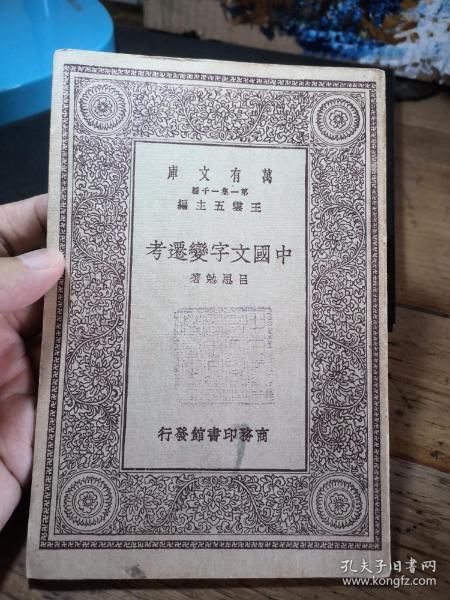 萬有文庫
第一集一千種
王雲五主編
中國文字變遷考
呂思勉著
商務印書館發行
孔夫子旧书网
www.kongfz.com